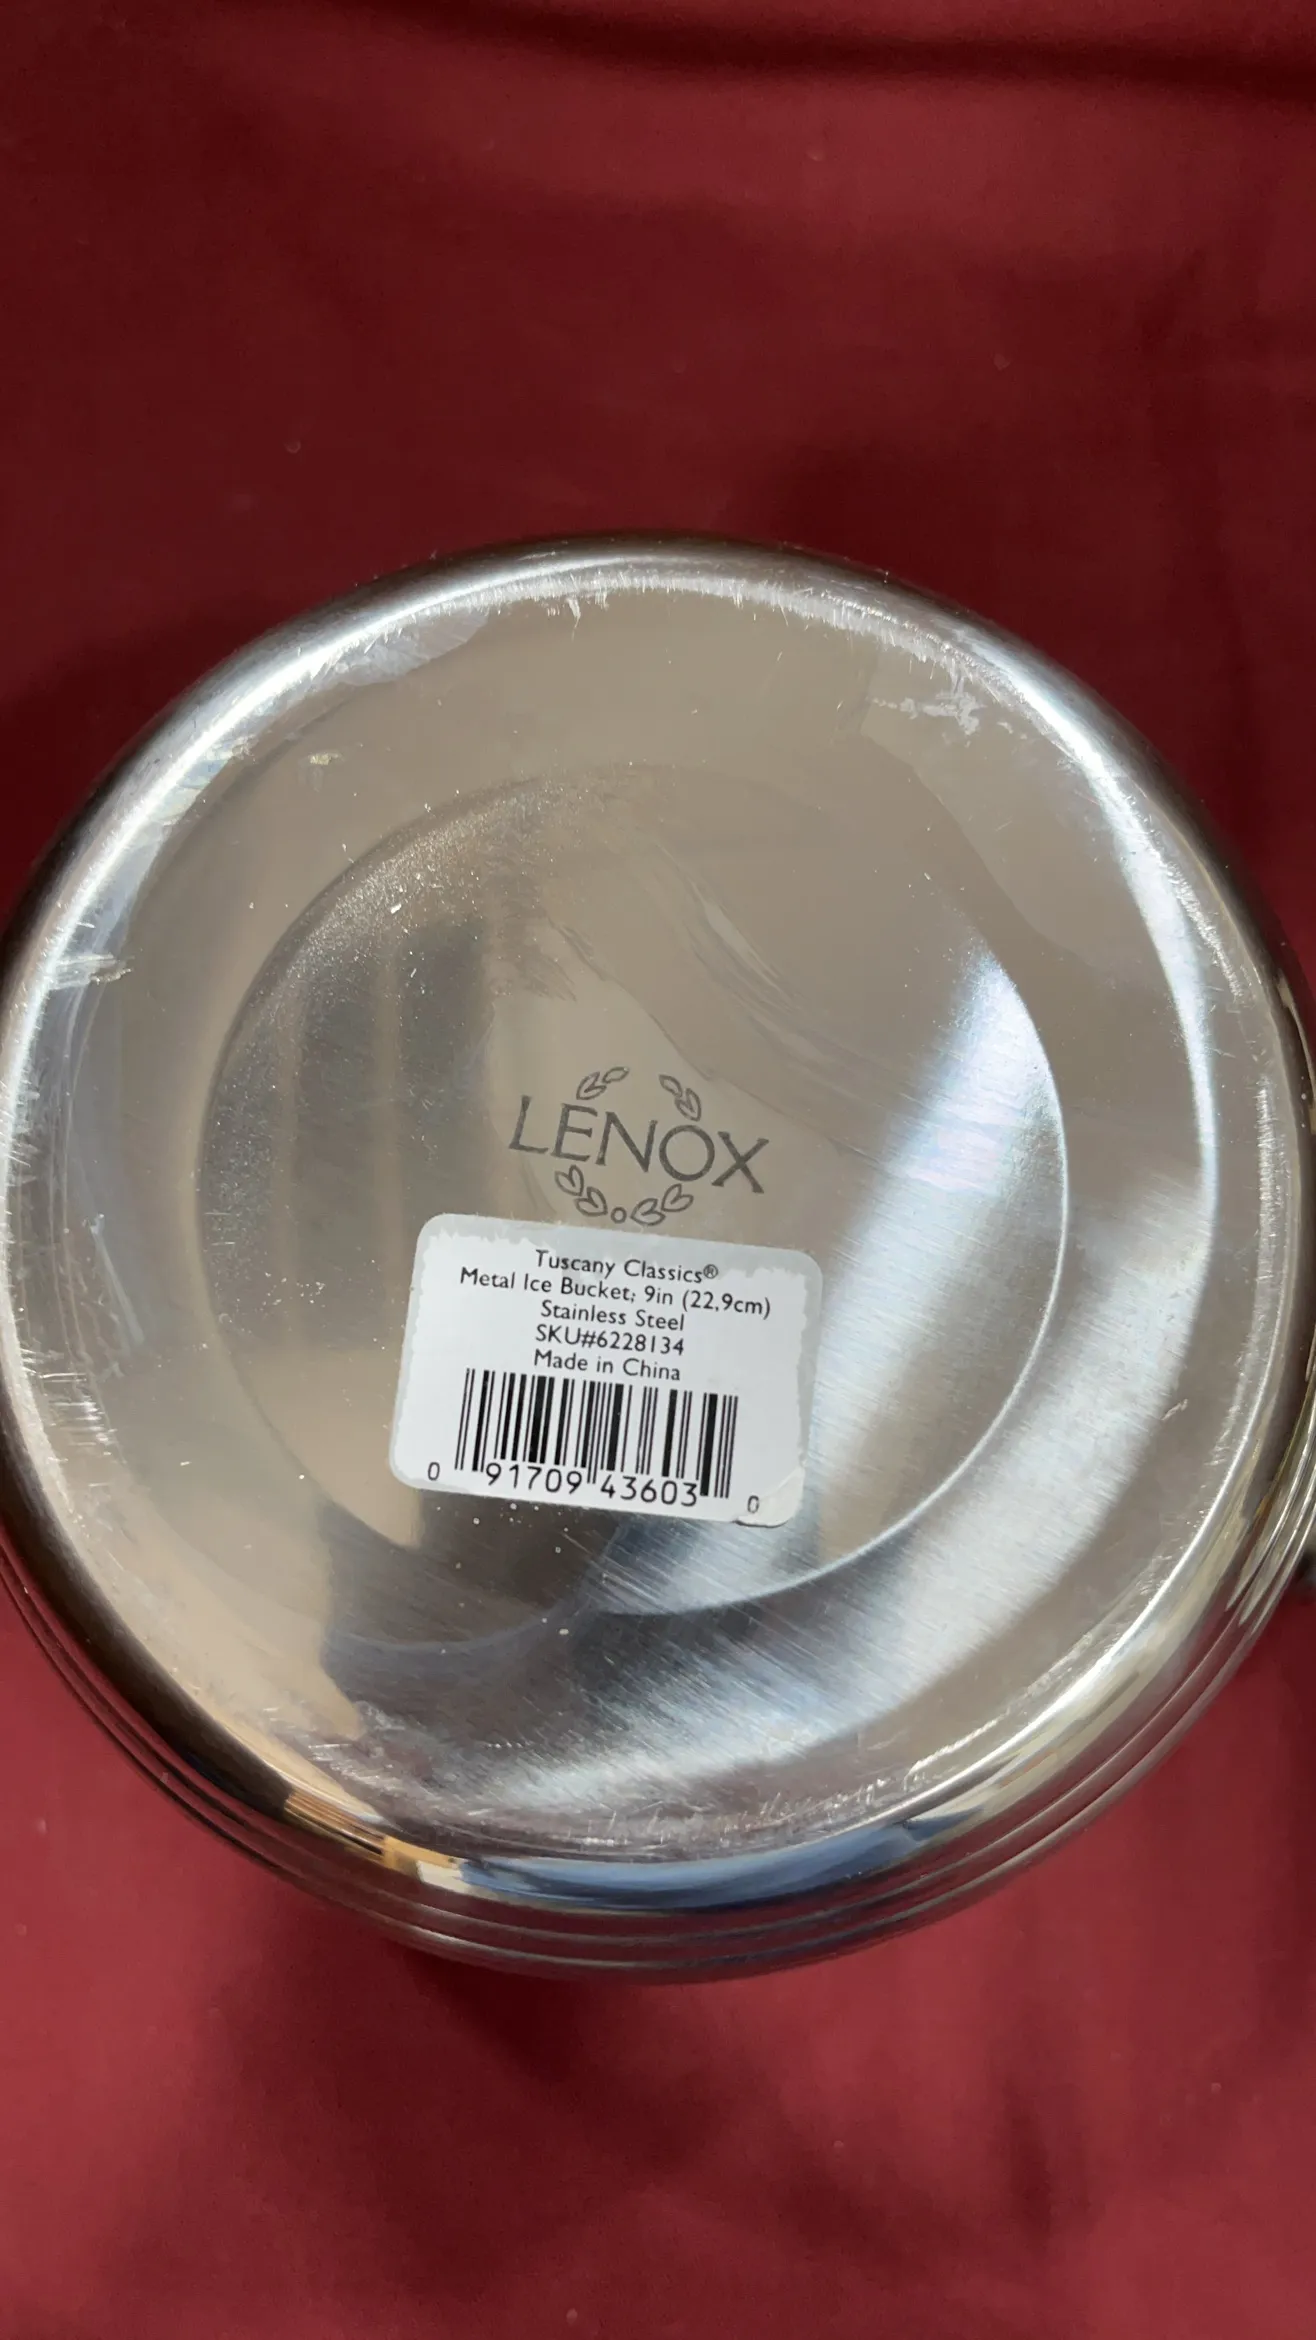 LENOX
Tuscany Classics®
Metal Ice Bucket; 9in (22,9cm)
Stainless Steel
SKU#6228134
Made in China
0 91709 43603 0